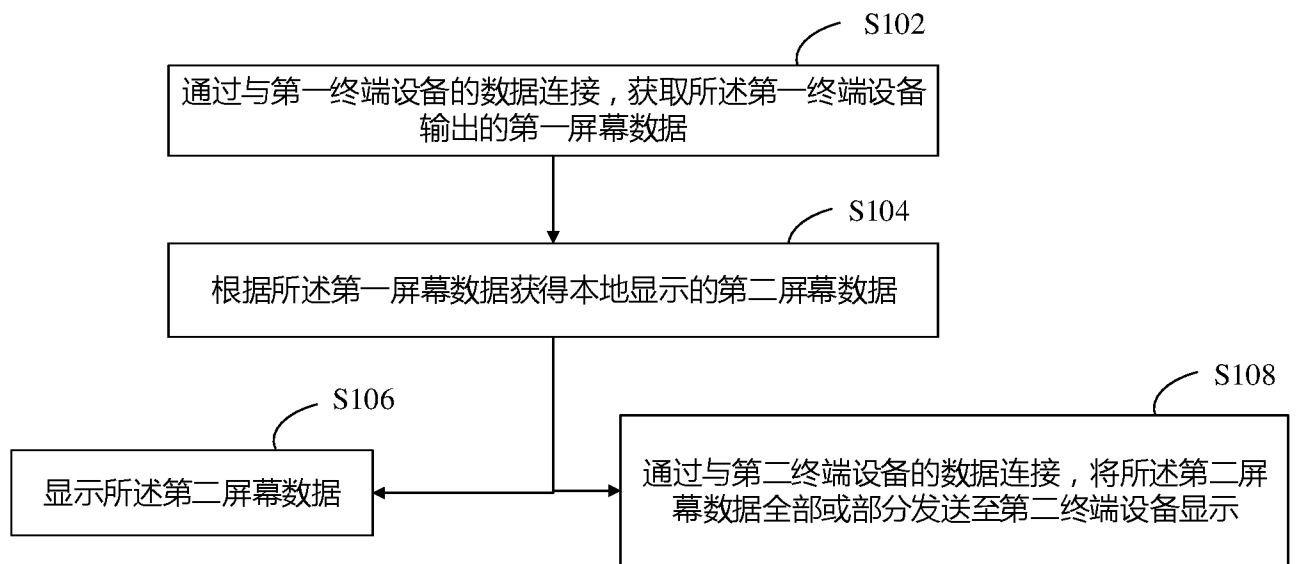 S102
通过与第一终端设备的数据连接，获取所述第一终端设备
输出的第一屏幕数据
S104
根据所述第一屏幕数据获得本地显示的第二屏幕数据
S106
显示所述第二屏幕数据
S108
通过与第二终端设备的数据连接，将所述第二屏
幕数据全部或部分发送至第二终端设备显示